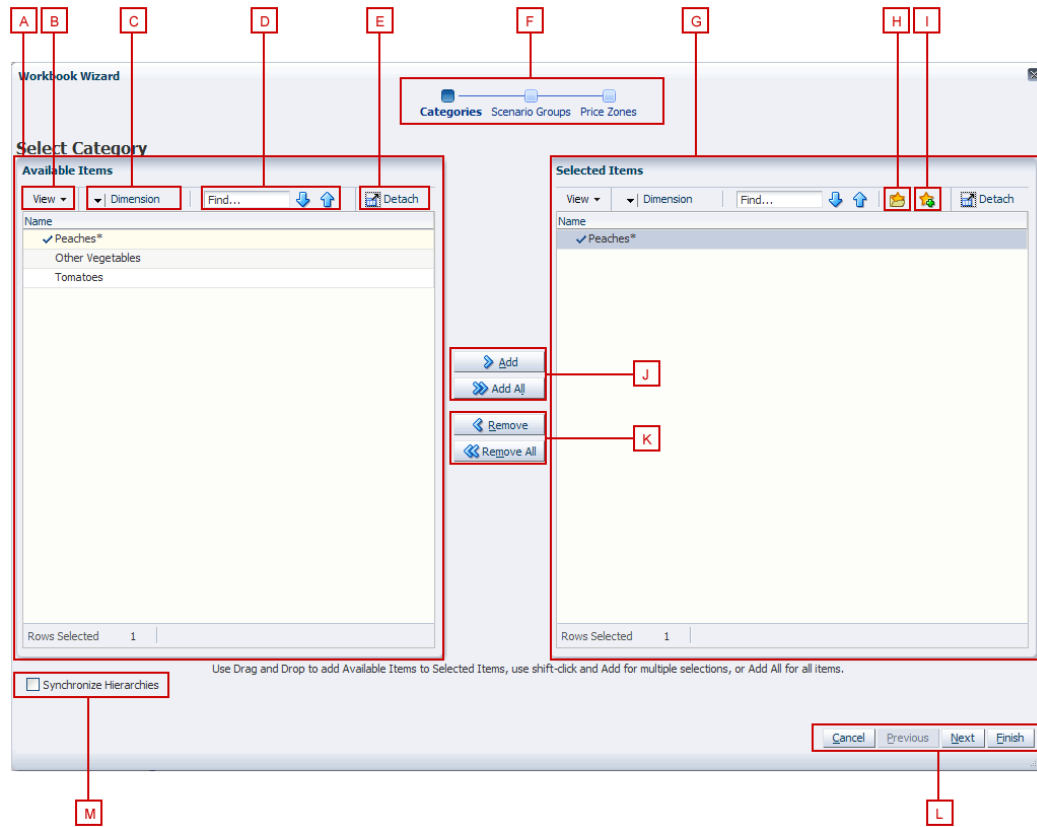 A B C D E F G H I
Workbook Wizard
Categories Scenario Groups Price Zones
Select Category
Available Items
View Dimension Find... Detach
Name
Peaches*
Other Vegetables
Tomatoes
Rows Selected 1
Add
Add All
J
Remove
Remove All
K
Selected Items
View Dimension Find... Detach
Name
Peaches*
Rows Selected 1
Use Drag and Drop to add Available Items to Selected Items, use shift-click and Add for multiple selections, or Add All for all items.
Synchronize Hierarchies
Cancel Previous Next Finish
M L